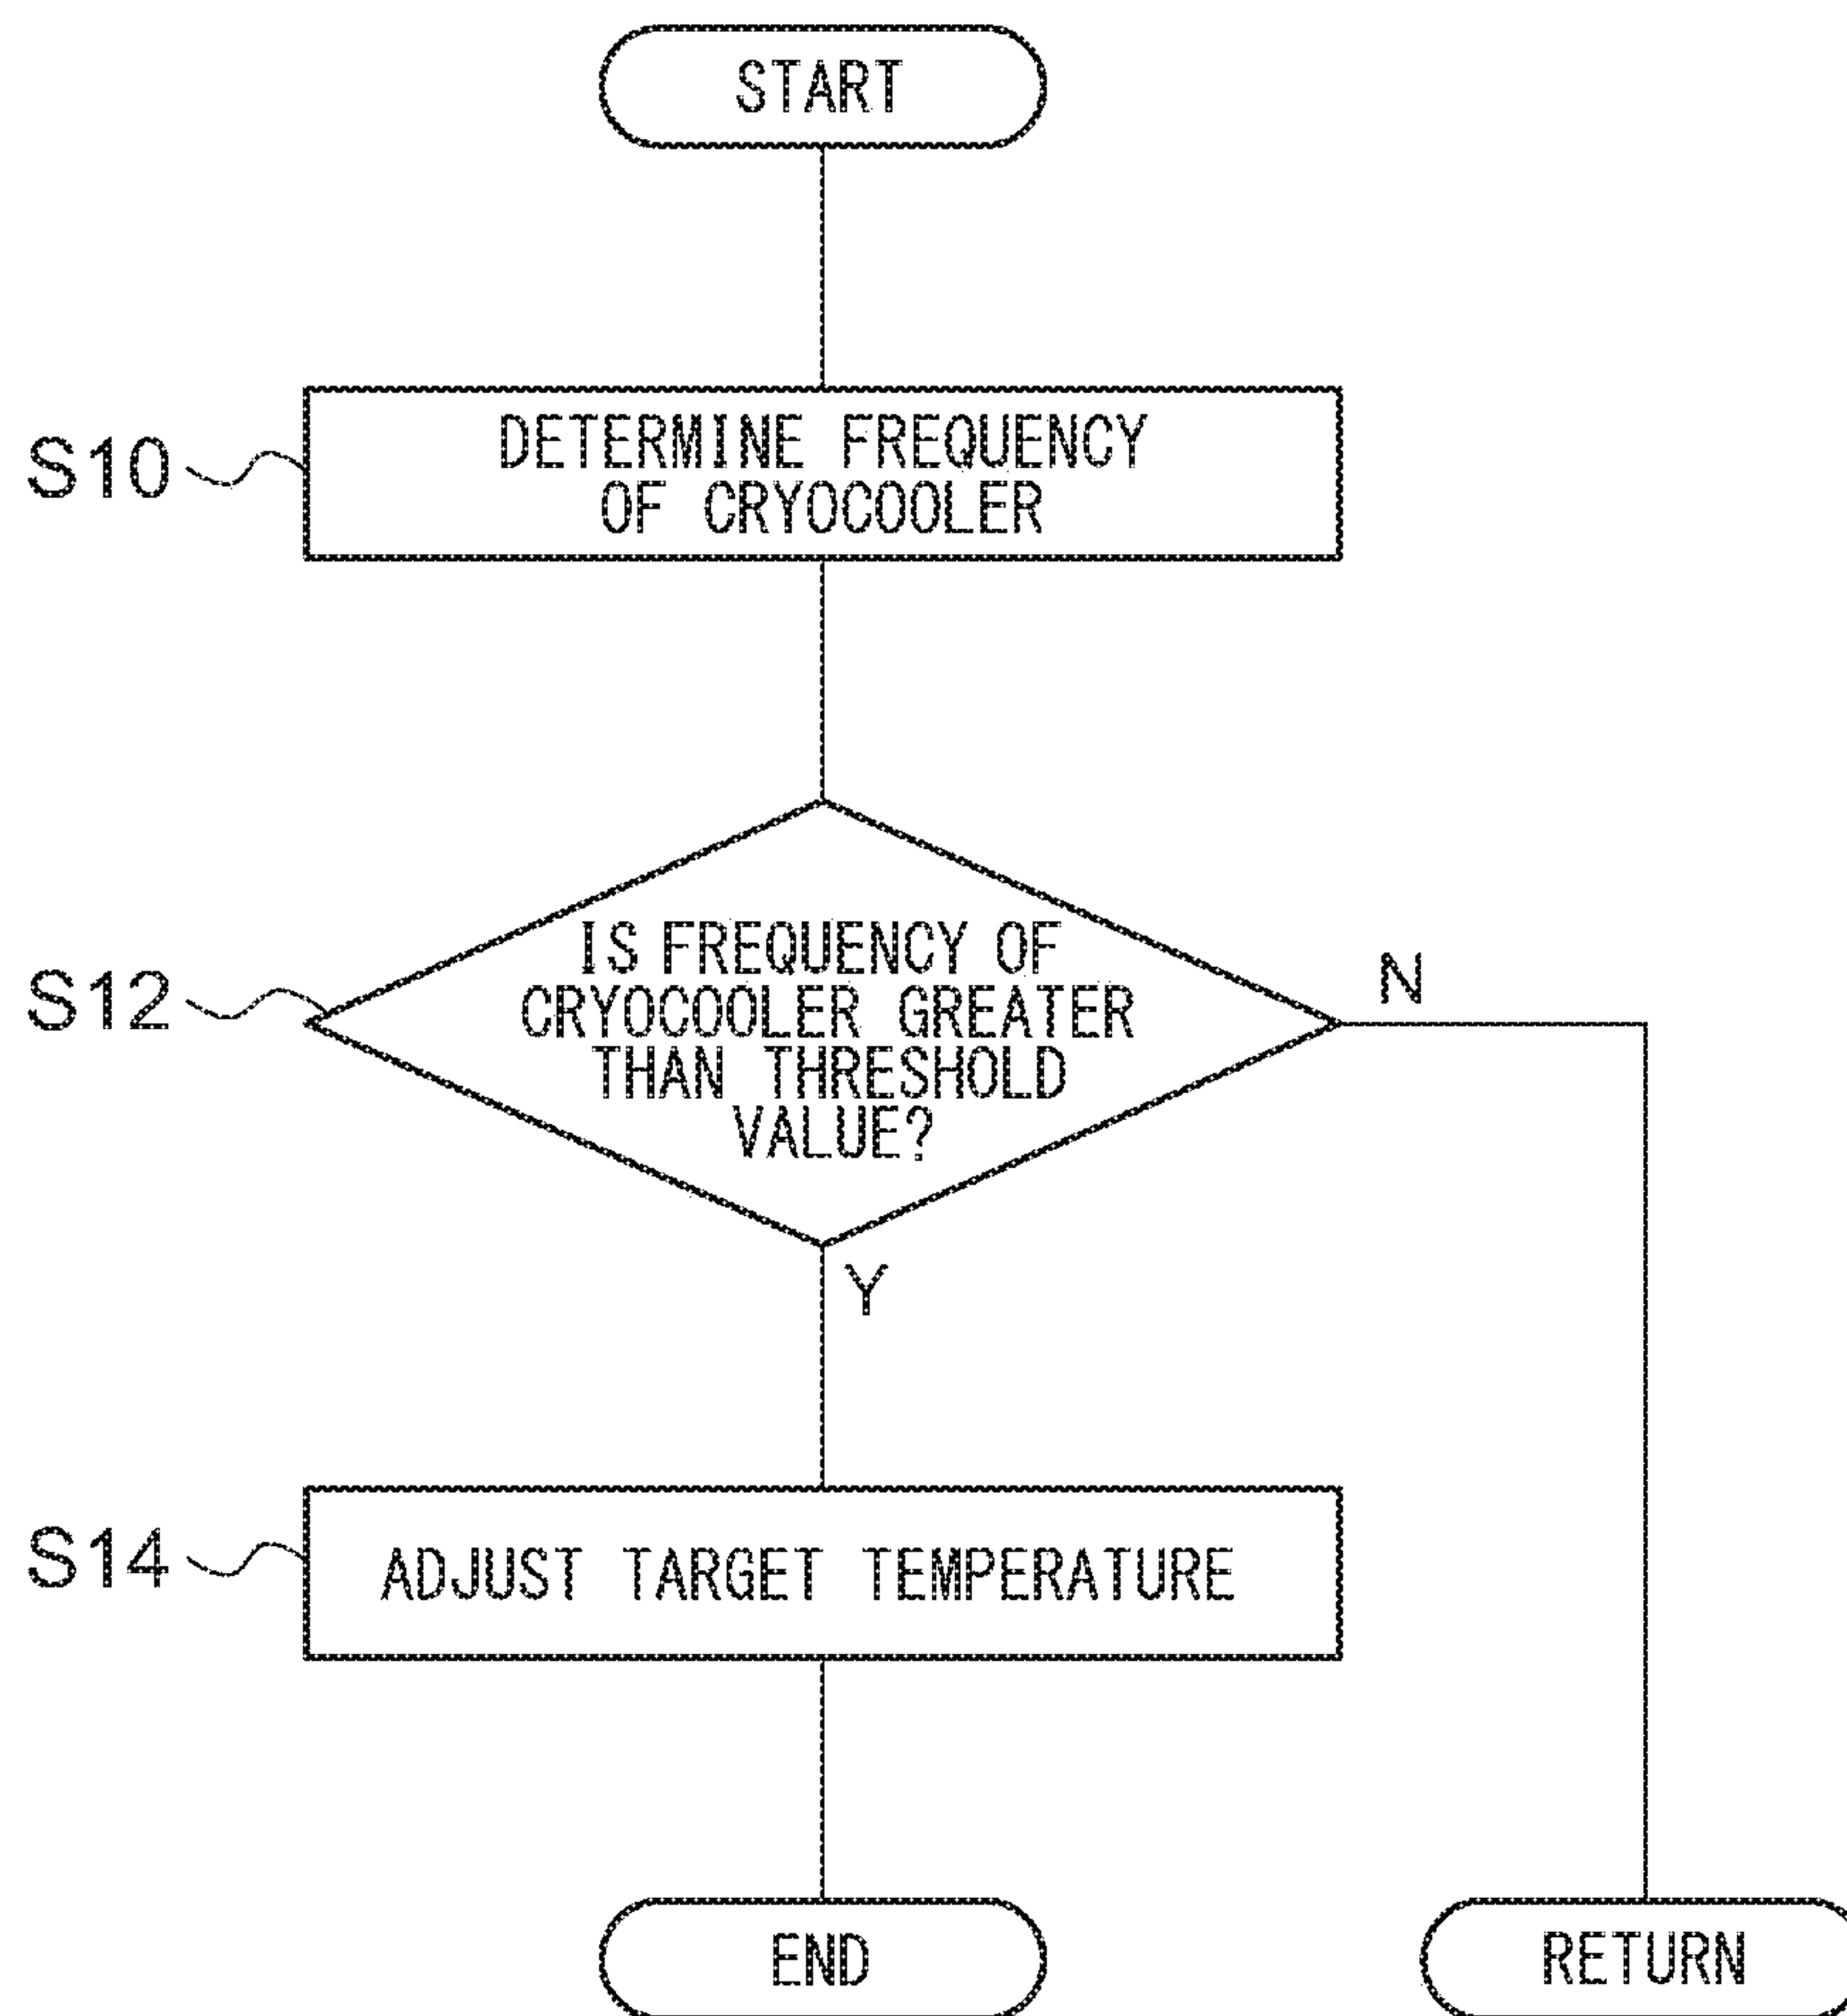 START
S10
DETERMINE FREQUENCY
OF CRYOCOOLER
S12
IS FREQUENCY OF
CRYOCOOLER GREATER
THAN THRESHOLD
VALUE?
N
Y
S14
ADJUST TARGET TEMPERATURE
END
RETURN